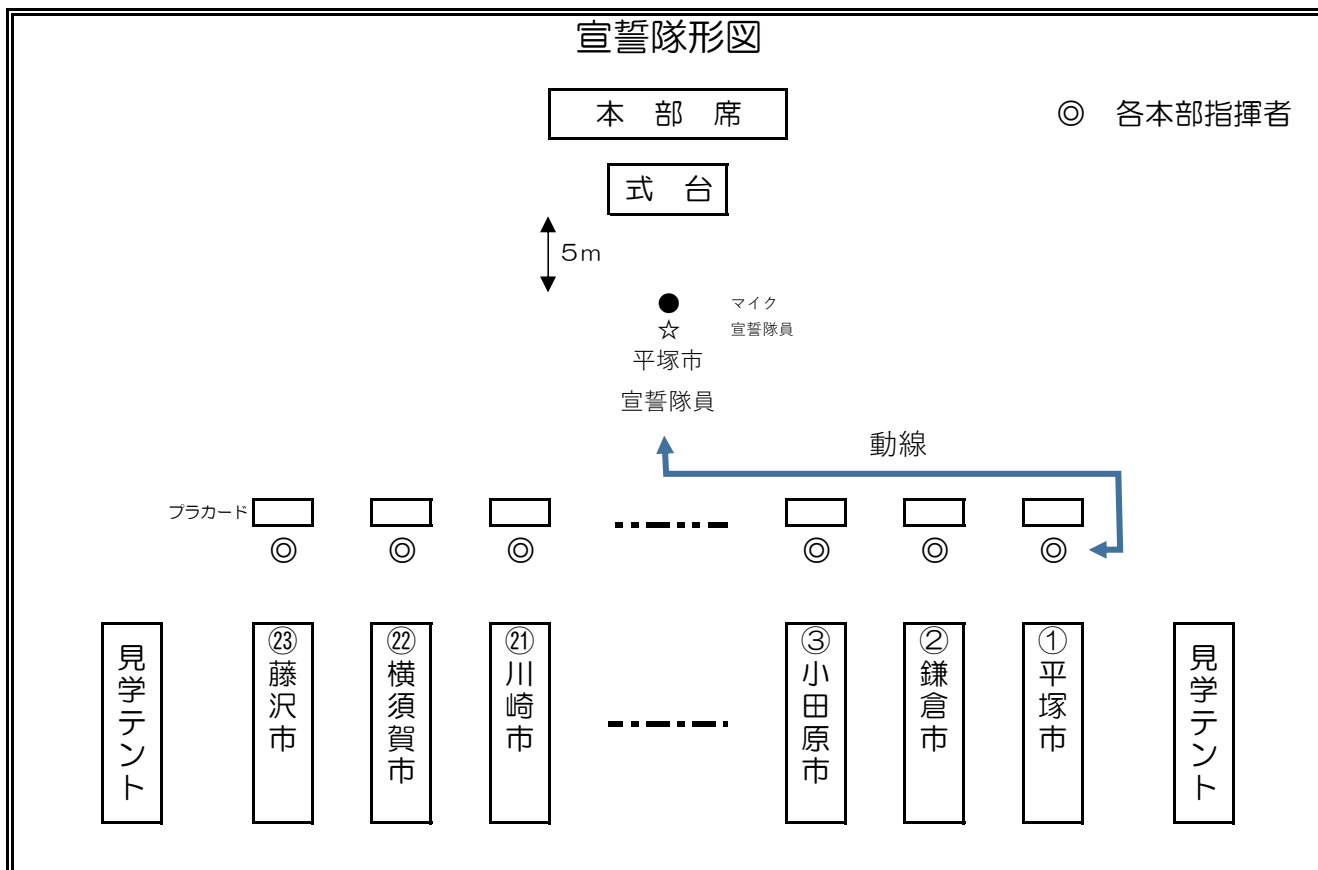 宣誓隊形図
本 部 席
◎ 各本部指揮者
式 台
5m
● マイク
☆ 宣誓隊員
平塚市
宣誓隊員
動線
プラカード
◎ ◎ ◎ ◎ ◎ ◎
見学テント
㉓藤沢市
㉒横須賀市
㉑川崎市
③小田原市
②鎌倉市
①平塚市
見学テント